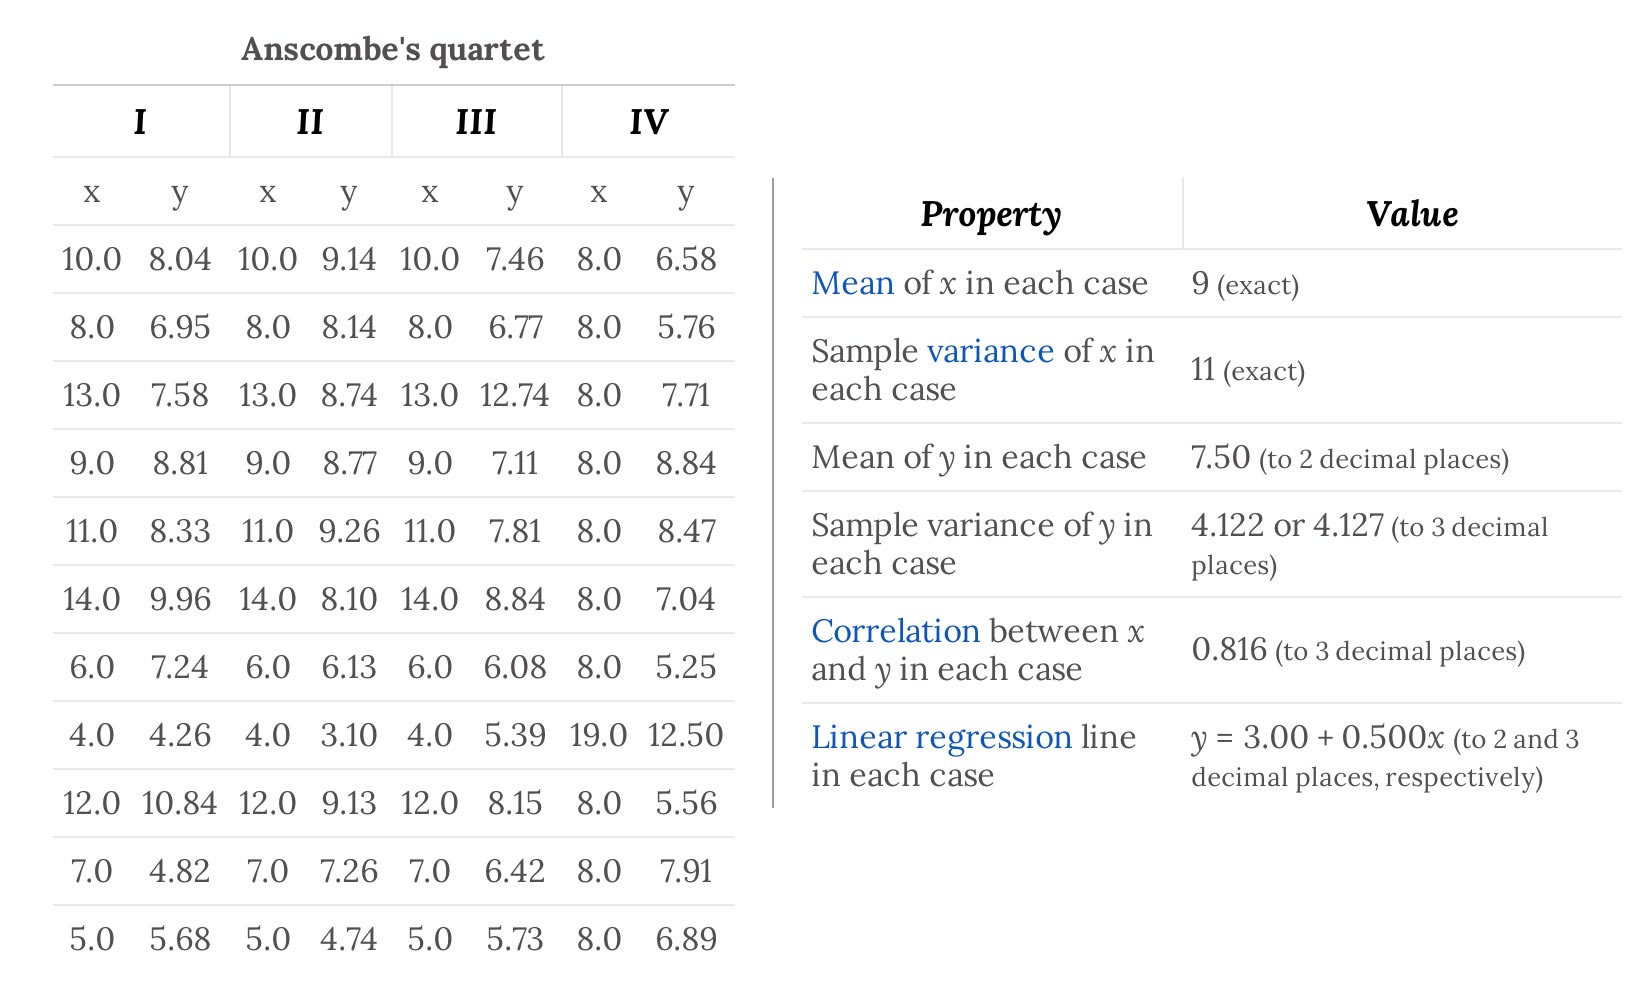 Anscombe's quartet
I II III IV
x y x y x y x y
10.0 8.04 10.0 9.14 10.0 7.46 8.0 6.58
8.0 6.95 8.0 8.14 8.0 6.77 8.0 5.76
13.0 7.58 13.0 8.74 13.0 12.74 8.0 7.71
9.0 8.81 9.0 8.77 9.0 7.11 8.0 8.84
11.0 8.33 11.0 9.26 11.0 7.81 8.0 8.47
14.0 9.96 14.0 8.10 14.0 8.84 8.0 7.04
6.0 7.24 6.0 6.13 6.0 6.08 8.0 5.25
4.0 4.26 4.0 3.10 4.0 5.39 19.0 12.50
12.0 10.84 12.0 9.13 12.0 8.15 8.0 5.56
7.0 4.82 7.0 7.26 7.0 6.42 8.0 7.91
5.0 5.68 5.0 4.74 5.0 5.73 8.0 6.89
Property Value
Mean of x in each case 9 (exact)
Sample variance of x in
each case
11 (exact)
Mean of y in each case 7.50 (to 2 decimal places)
Sample variance of y in
each case
4.122 or 4.127 (to 3 decimal
places)
Correlation between x
and y in each case
0.816 (to 3 decimal places)
Linear regression line
in each case
y = 3.00 + 0.500x (to 2 and 3
decimal places, respectively)